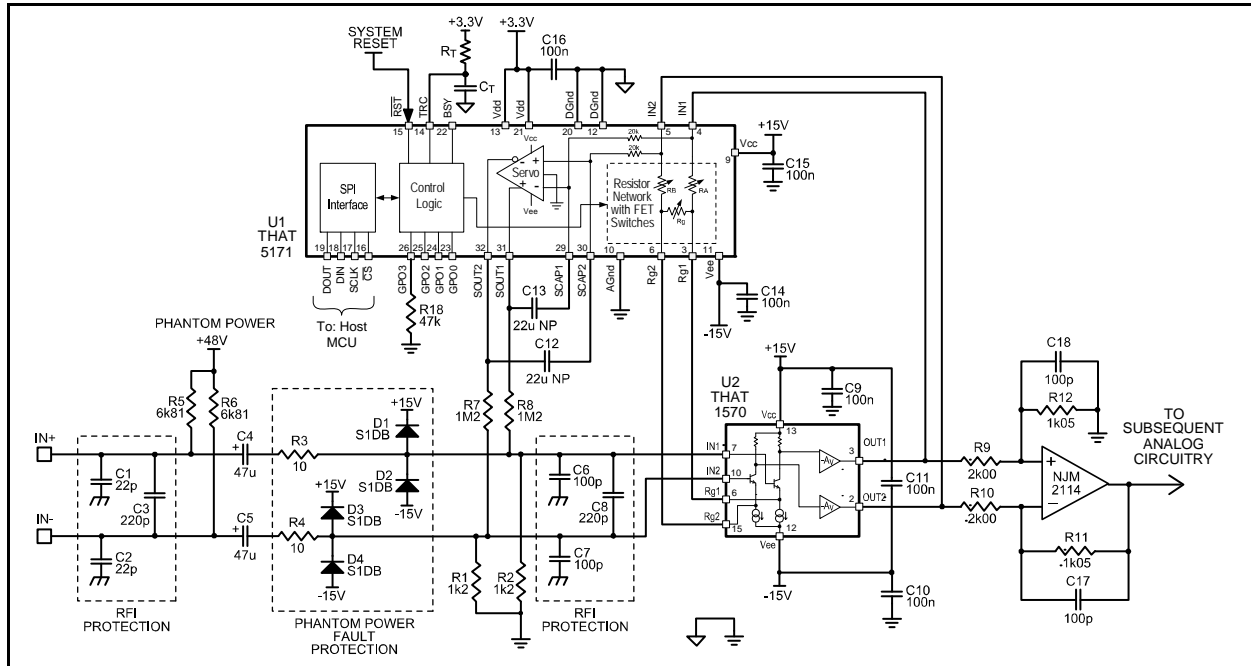 SYSTEM
RESET
+3.3V
+3.3V
RT
CT
C16
100n
RST
TRC
BSY
Vdd
Vdd
DGnd
DGnd
IN2
IN1
15
14
22
13
21
20
12
5
4
+15V
Vcc
9
C15
100n
20k
20k
Vcc
Servo
Vee
SPI
Interface
Control
Logic
Resistor
Network
with FET
Switches
RB
RA
Rg
U1
THAT
5171
19
18
17
16
26
25
24
23
32
31
29
30
10
6
3
11
DOUT
DIN
SCLK
CS
GPO3
GPO2
GPO1
GPO0
SOUT2
SOUT1
SCAP1
SCAP2
AGnd
Rg2
Rg1
Vee
To: Host
MCU
R18
47k
C13
22u NP
C12
22u NP
C14
100n
-15V
PHANTOM POWER
+48V
R5
6k81
R6
6k81
R7
1M2
R8
1M2
+15V
C9
100n
U2
THAT
1570
Vcc
13
C18
100p
R12
1k05
TO
SUBSEQUENT
ANALOG
CIRCUITRY
IN+
C4
+
47u
R3
10
+15V
D1
S1DB
D2
S1DB
-15V
IN1
7
IN2
10
Rg1
6
Rg2
15
-Av
-Av
3
OUT1
2
OUT2
12
Vee
-15V
C11
100n
R9
2k00
R10
2k00
+
-
NJM
2114
C1
22p
C3
220p
C6
100p
C8
220p
IN-
C5
+
47u
R4
10
+15V
D3
S1DB
D4
S1DB
-15V
C2
22p
C7
100p
R1
1k2
R2
1k2
C10
100n
R11
1k05
C17
100p
RFI
PROTECTION
PHANTOM POWER
FAULT
PROTECTION
RFI
PROTECTION